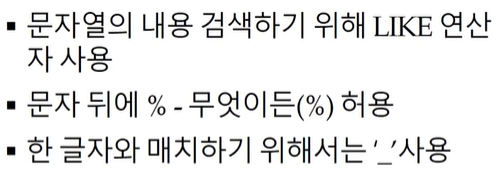 ▪ 문자열의 내용 검색하기 위해 LIKE 연산
자 사용
▪ 문자 뒤에 % - 무엇이든(%) 허용
▪ 한 글자와 매치하기 위해서는 ‘_’사용